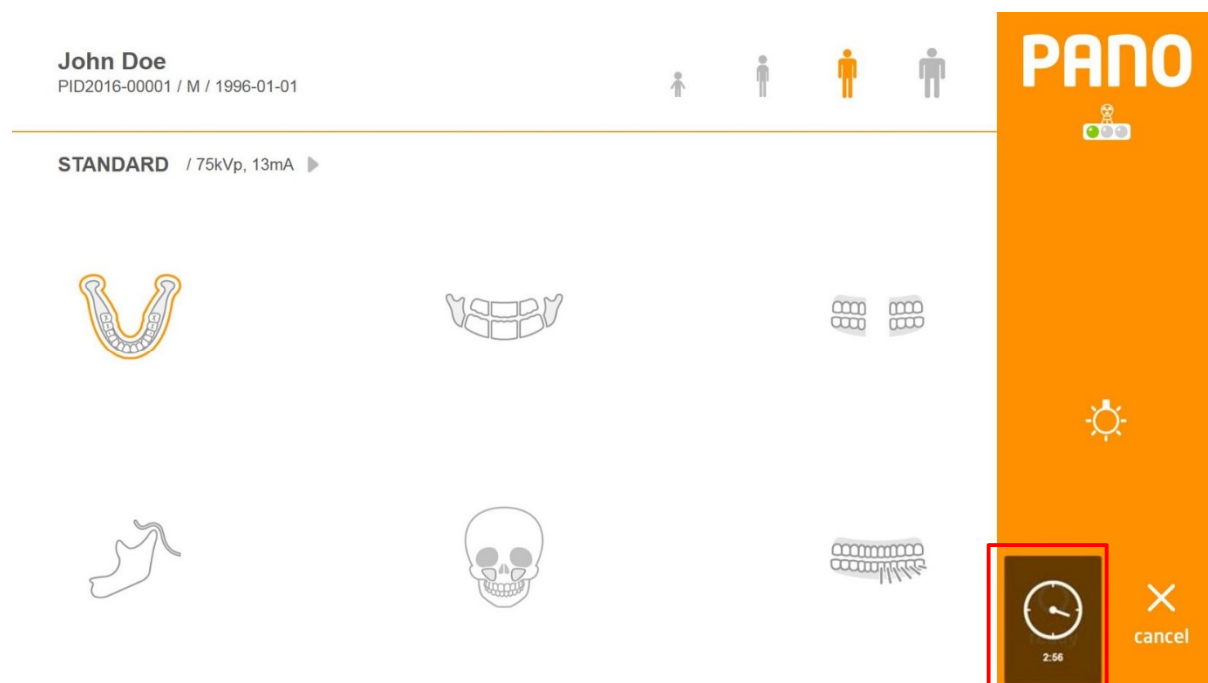 John Doe
PID2016-00001 / M / 1996-01-01
PANO
STANDARD / 75kVp, 13mA
2:56
cancel